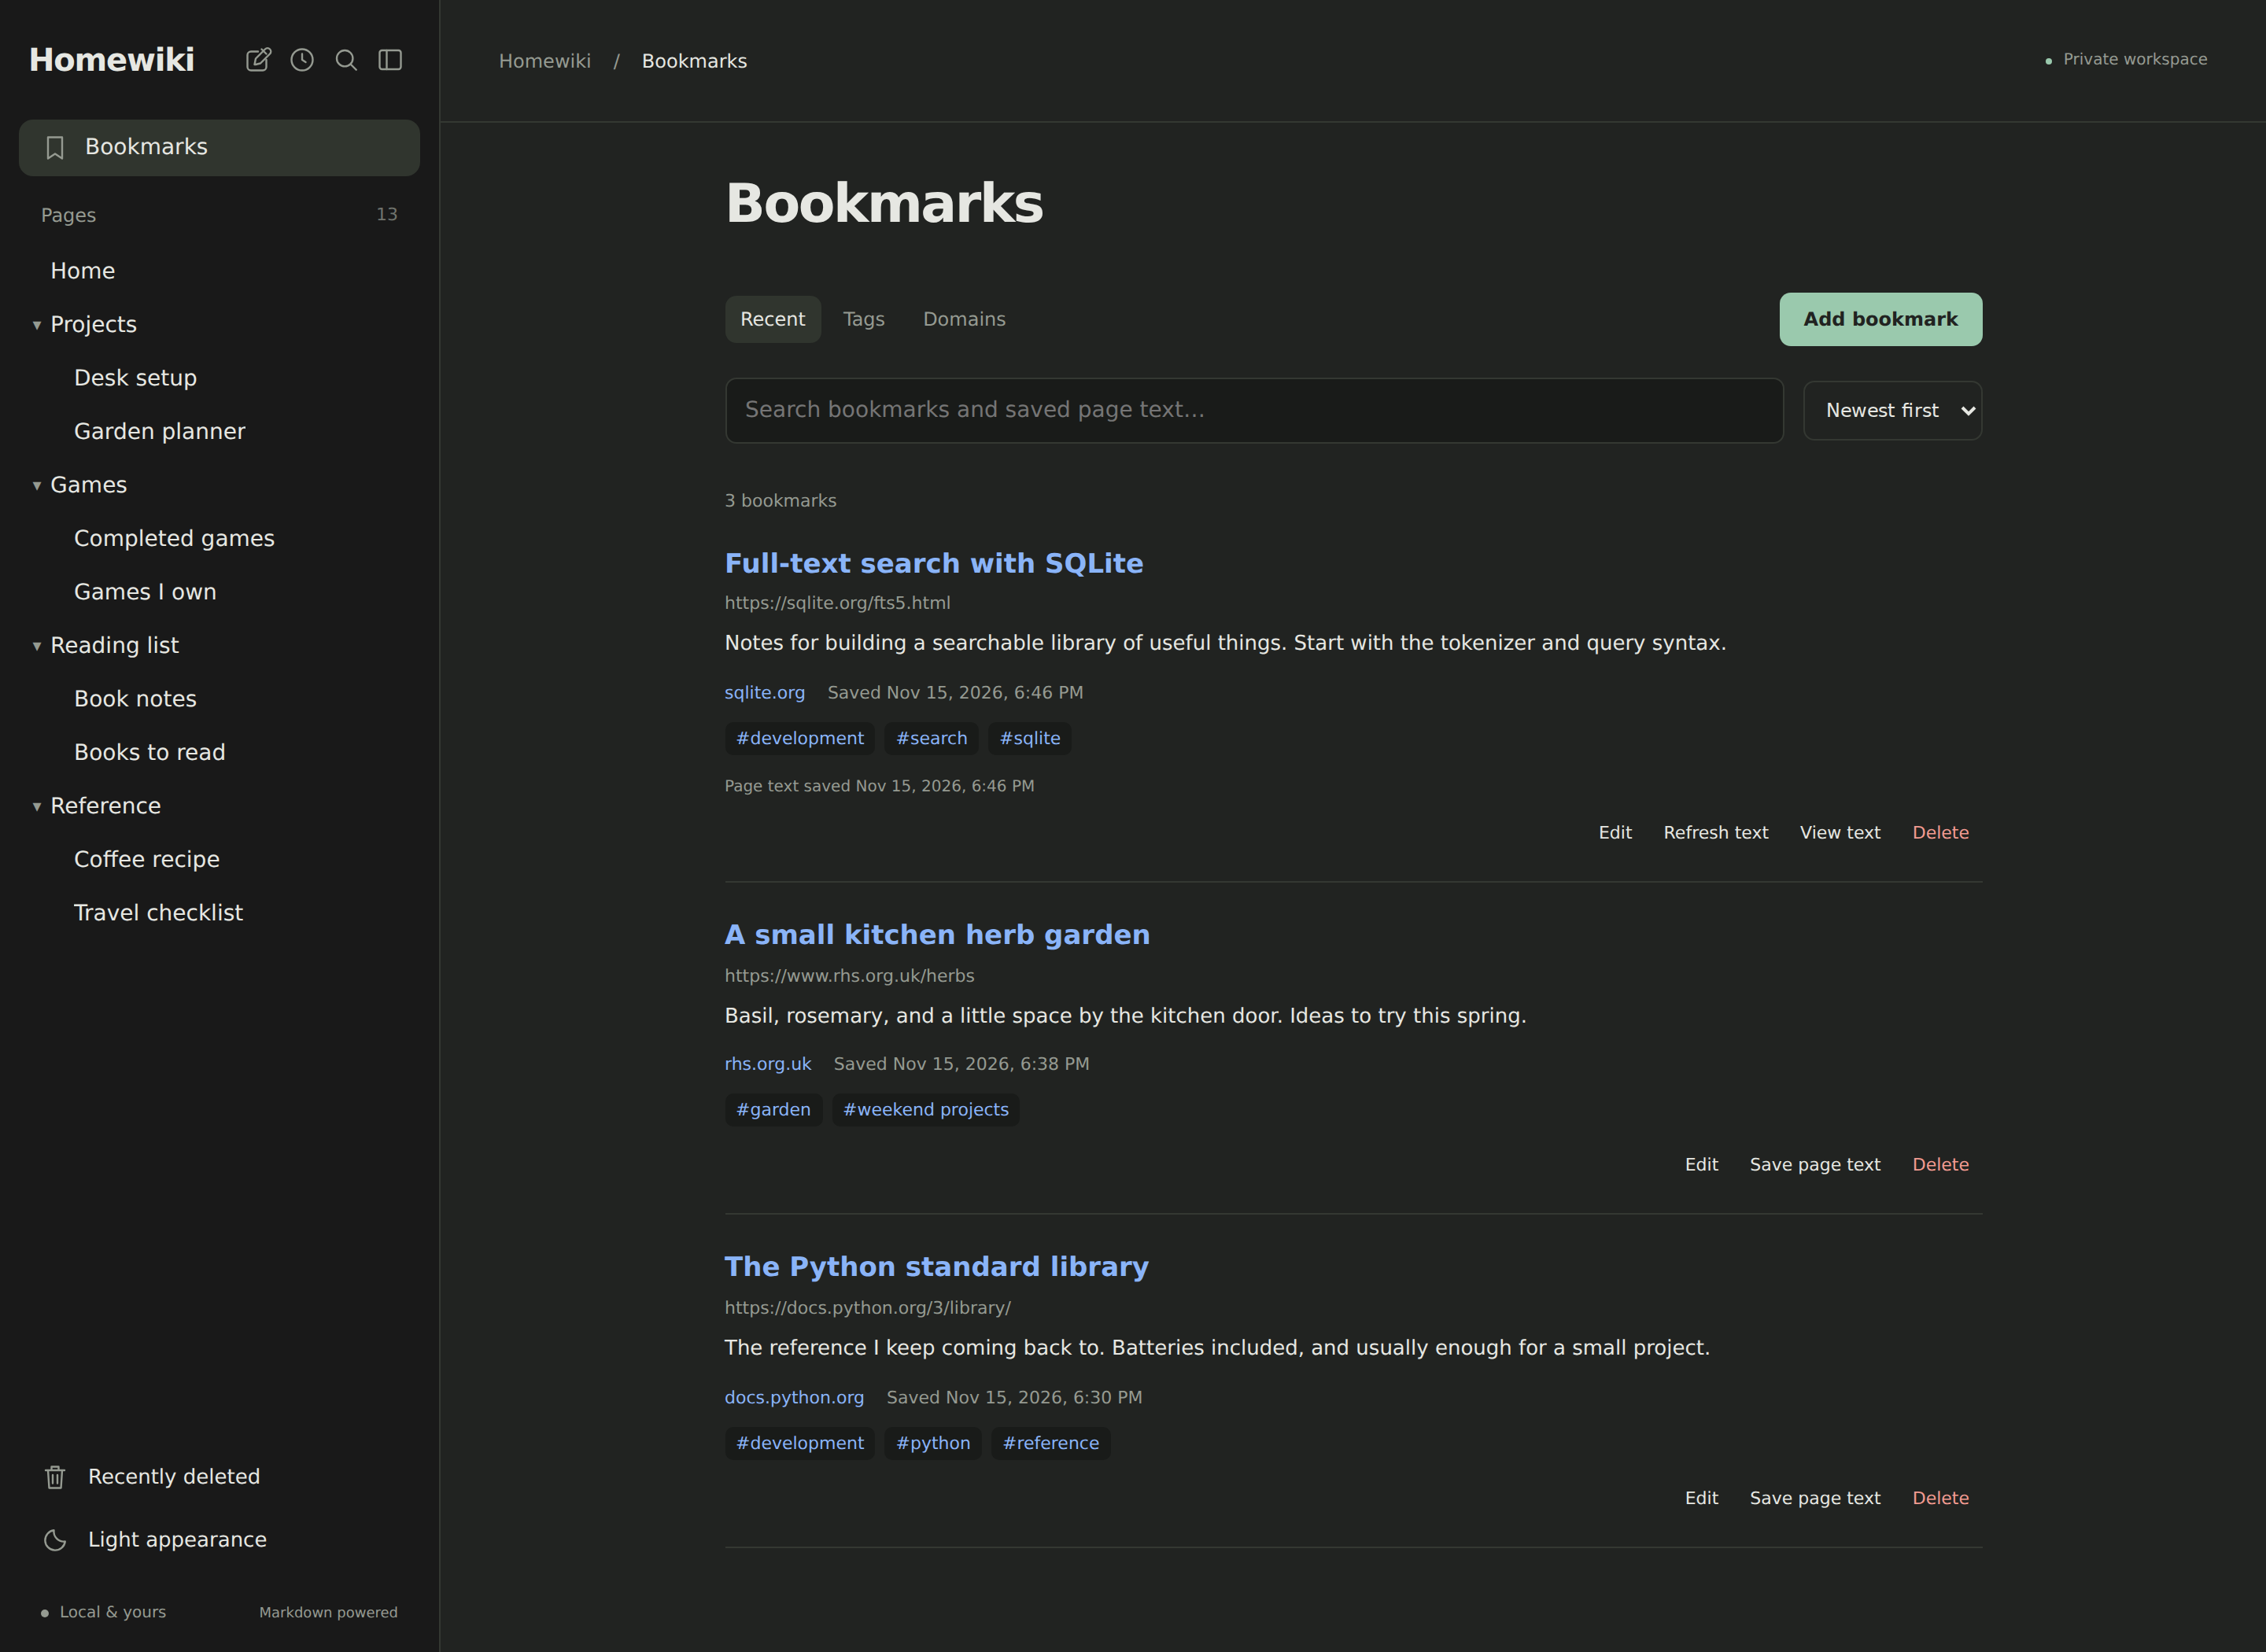 Homewiki
Bookmarks
Pages 13
Home
Projects
Desk setup
Garden planner
Games
Completed games
Games I own
Reading list
Book notes
Books to read
Reference
Coffee recipe
Travel checklist
Recently deleted
Light appearance
Local & yours Markdown powered
Homewiki / Bookmarks
Private workspace
Bookmarks
Recent Tags Domains Add bookmark
Search bookmarks and saved page text... Newest first
3 bookmarks
Full-text search with SQLite
https://sqlite.org/fts5.html
Notes for building a searchable library of useful things. Start with the tokenizer and query syntax.
sqlite.org Saved Nov 15, 2026, 6:46 PM
#development #search #sqlite
Page text saved Nov 15, 2026, 6:46 PM
Edit Refresh text View text Delete
A small kitchen herb garden
https://www.rhs.org.uk/herbs
Basil, rosemary, and a little space by the kitchen door. Ideas to try this spring.
rhs.org.uk Saved Nov 15, 2026, 6:38 PM
#garden #weekend projects
Edit Save page text Delete
The Python standard library
https://docs.python.org/3/library/
The reference I keep coming back to. Batteries included, and usually enough for a small project.
docs.python.org Saved Nov 15, 2026, 6:30 PM
#development #python #reference
Edit Save page text Delete